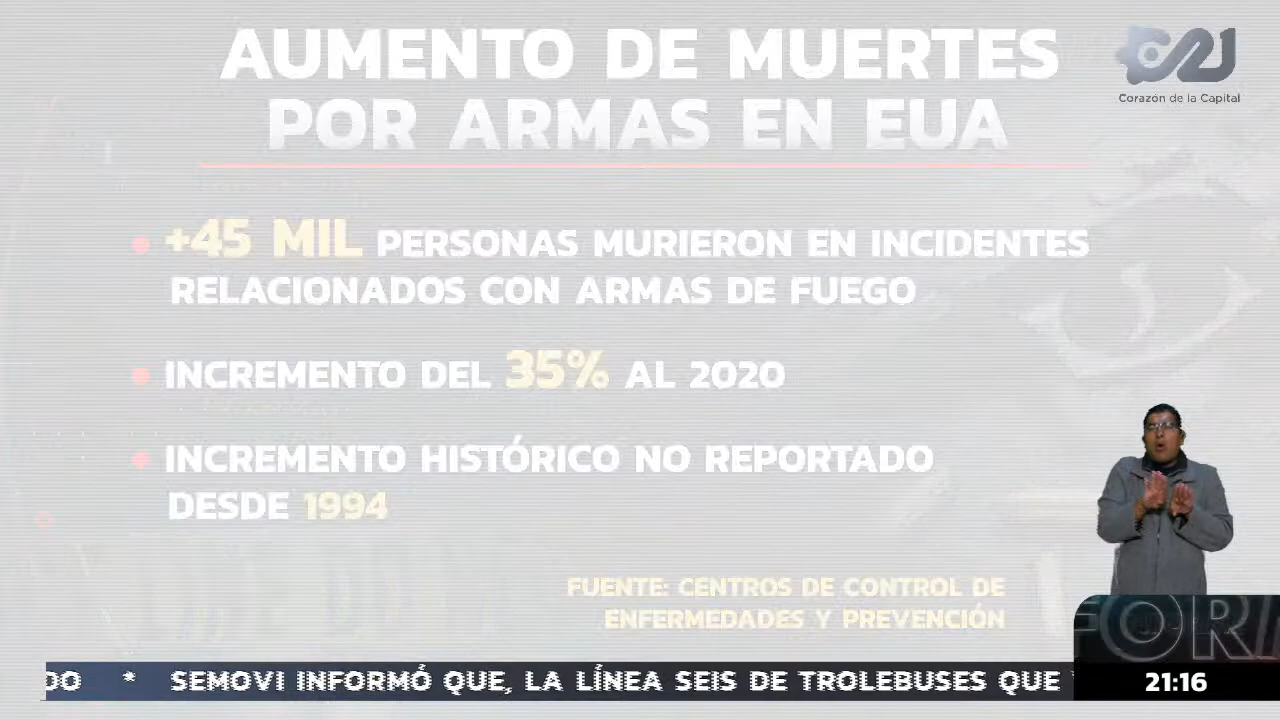 AUMENTO DE MUERTES
POR ARMAS EN EUA
Corazón de la Capital
• +45 MIL PERSONAS MURIERON EN INCIDENTES
RELACIONADOS CON ARMAS DE FUEGO
• INCREMENTO DEL 35% AL 2020
• INCREMENTO HISTÓRICO NO REPORTADO
DESDE 1994
FUENTE: CENTROS DE CONTROL DE
ENFERMEDADES Y PREVENCIÓN
DO * SEMOVI INFORMÓ QUE, LA LÍNEA SEIS DE TROLEBUSES QUE
21:16